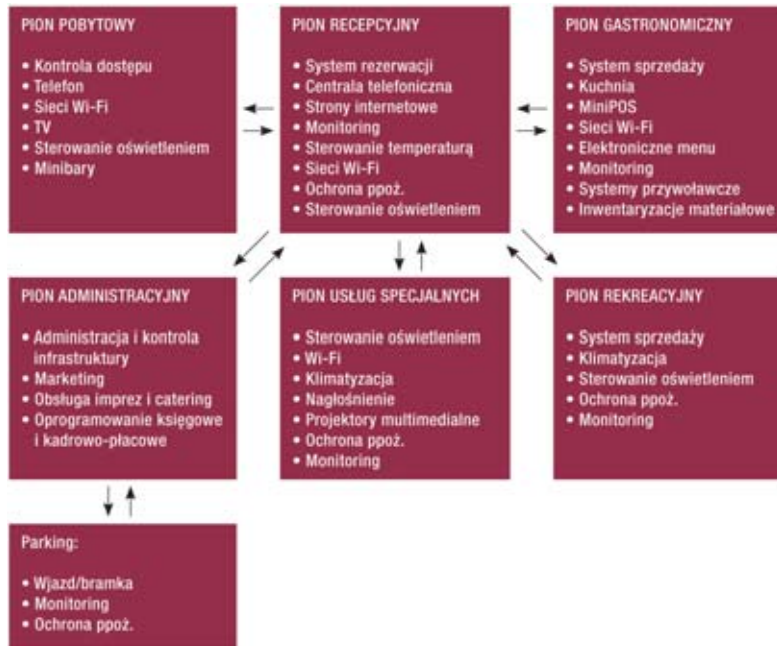 PION POBYTOWY
• Kontrola dostępu
• Telefon
• Sieci Wi-Fi
• TV
• Sterowanie oświetleniem
• Minibary
PION RECEPCYJNY
• System rezerwacji
• Centrala telefoniczna
• Strony internetowe
• Monitoring
• Sterowanie temperaturą
• Sieci Wi-Fi
• Ochrona ppoż.
• Sterowanie oświetleniem
PION GASTRONOMICZNY
• System sprzedaży
• Kuchnia
• MiniPOS
• Sieci Wi-Fi
• Elektroniczne menu
• Monitoring
• Systemy przywoławcze
• Inwentaryzacje materiałowe
PION ADMINISTRACYJNY
• Administracja i kontrola
infrastruktury
• Marketing
• Obsługa imprez i catering
• Oprogramowanie księgowe
i kadrowo-płacowe
PION USŁUG SPECJALNYCH
• Sterowanie oświetleniem
• Wi-Fi
• Klimatyzacja
• Nagłośnienie
• Projektory multimedialne
• Ochrona ppoż.
• Monitoring
PION REKREACYJNY
• System sprzedaży
• Klimatyzacja
• Sterowanie oświetleniem
• Ochrona ppoż.
• Monitoring
Parking:
• Wjazd/bramka
• Monitoring
• Ochrona ppoż.